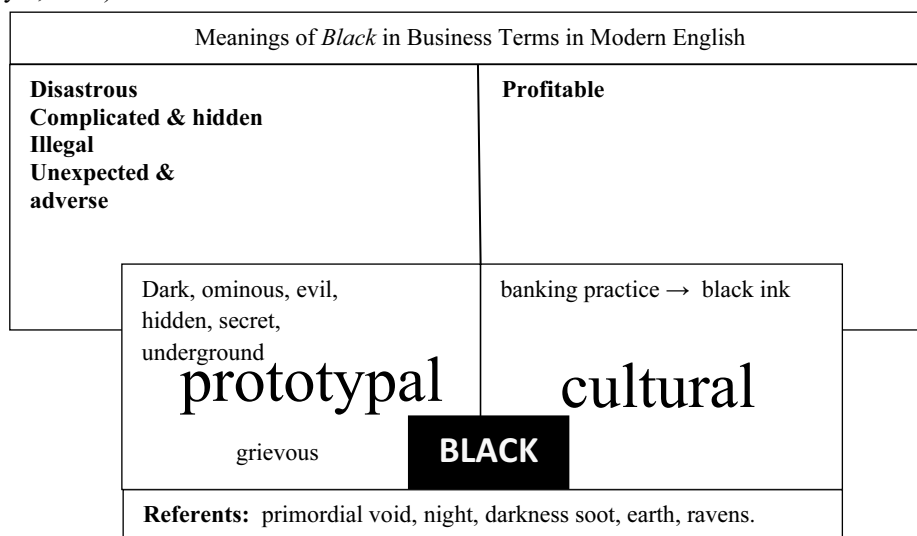 Meanings of Black in Business Terms in Modern English
Disastrous
Complicated & hidden
Illegal
Unexpected &
adverse
Profitable
Dark, ominous, evil,
hidden, secret,
underground
prototypal
grievous
banking practice → black ink
cultural
BLACK
Referents: primordial void, night, darkness soot, earth, ravens.